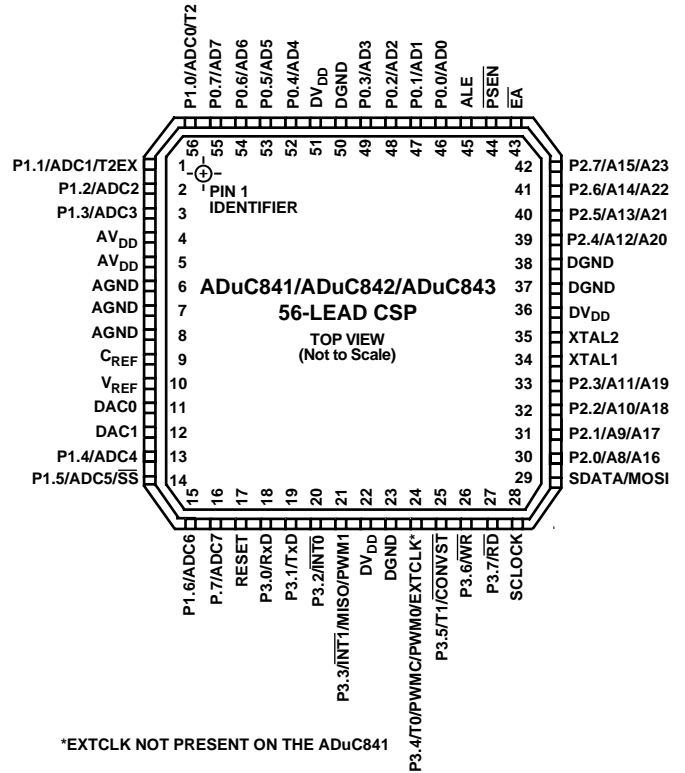 P1.0/ADC0/T2
P0.7/AD7
P0.6/AD6
P0.5/AD5
P0.4/AD4
DVDD
DGND
P0.3/AD3
P0.2/AD2
P0.1/AD1
P0.0/AD0
ALE
PSEN
EA
56
55
54
53
52
51
50
49
48
47
46
45
44
43
P1.1/ADC1/T2EX
P1.2/ADC2
P1.3/ADC3
AVDD
AVDD
AGND
AGND
AGND
CREF
VREF
DAC0
DAC1
P1.4/ADC4
P1.5/ADC5/SS
1
2
3
4
5
6
7
8
9
10
11
12
13
14
PIN 1
IDENTIFIER
ADuC841/ADuC842/ADuC843
56-LEAD CSP
TOP VIEW
(Not to Scale)
42
41
40
39
38
37
36
35
34
33
32
31
30
29
P2.7/A15/A23
P2.6/A14/A22
P2.5/A13/A21
P2.4/A12/A20
DGND
DGND
DVDD
XTAL2
XTAL1
P2.3/A11/A19
P2.2/A10/A18
P2.1/A9/A17
P2.0/A8/A16
SDATA/MOSI
15
16
17
18
19
20
21
22
23
24
25
26
27
28
P1.6/ADC6
P.7/ADC7
RESET
P3.0/RxD
P3.1/TxD
P3.2/INT0
P3.3/INT1/MISO/PWM1
DVDD
DGND
P3.4/T0/PWMC/PWM0/EXTCLK*
P3.5/T1/CONVST
P3.6/WR
P3.7/RD
SCLOCK
*EXTCLK NOT PRESENT ON THE ADuC841